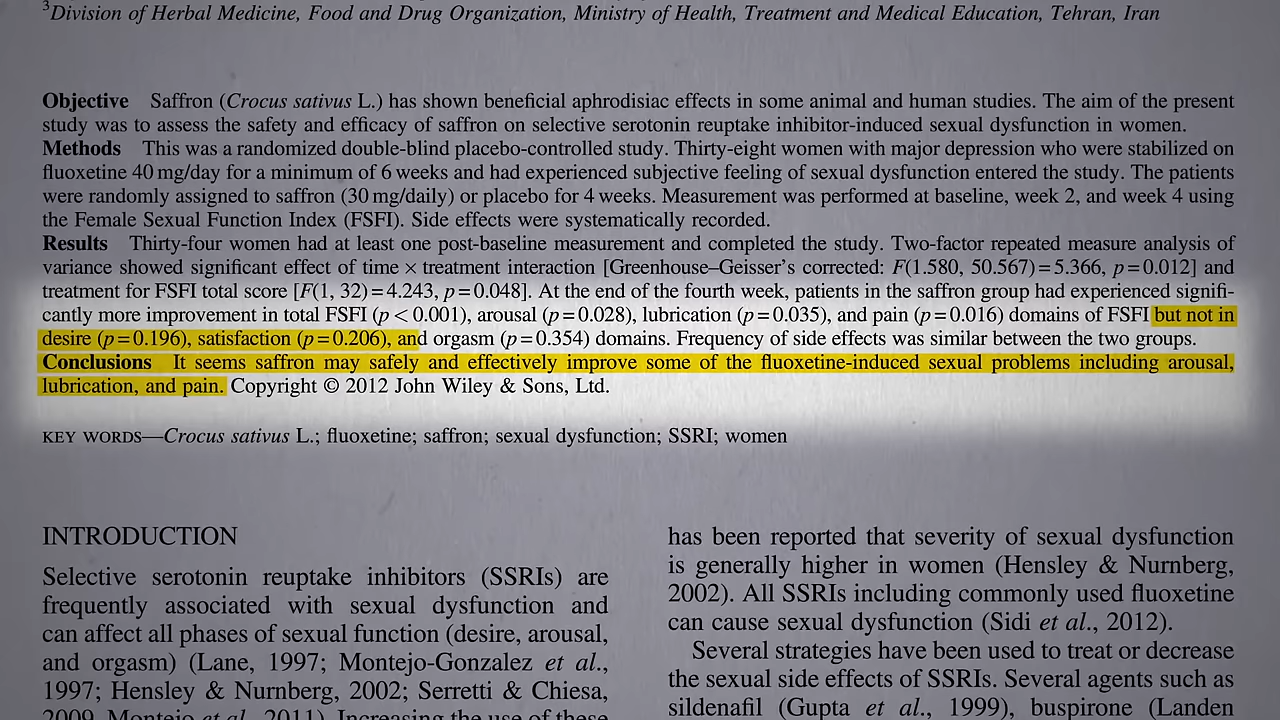 ³Division of Herbal Medicine, Food and Drug Organization, Ministry of Health, Treatment and Medical Education, Tehran, Iran
Objective Saffron (Crocus sativus L.) has shown beneficial aphrodisiac effects in some animal and human studies. The aim of the present
study was to assess the safety and efficacy of saffron on selective serotonin reuptake inhibitor-induced sexual dysfunction in women.
Methods This was a randomized double-blind placebo-controlled study. Thirty-eight women with major depression who were stabilized on
fluoxetine 40 mg/day for a minimum of 6 weeks and had experienced subjective feeling of sexual dysfunction entered the study. The patients
were randomly assigned to saffron (30 mg/daily) or placebo for 4 weeks. Measurement was performed at baseline, week 2, and week 4 using
the Female Sexual Function Index (FSFI). Side effects were systematically recorded.
Results Thirty-four women had at least one post-baseline measurement and completed the study. Two-factor repeated measure analysis of
variance showed significant effect of time × treatment interaction [Greenhouse–Geisser's corrected: F(1.580, 50.567) = 5.366, p = 0.012] and
treatment for FSFI total score [F(1, 32) = 4.243, p = 0.048]. At the end of the fourth week, patients in the saffron group had experienced signifi-
cantly more improvement in total FSFI (p < 0.001), arousal (p = 0.028), lubrication (p = 0.035), and pain (p = 0.016) domains of FSFI but not in
desire (p = 0.196), satisfaction (p = 0.206), and orgasm (p = 0.354) domains. Frequency of side effects was similar between the two groups.
Conclusions It seems saffron may safely and effectively improve some of the fluoxetine-induced sexual problems including arousal,
lubrication, and pain. Copyright © 2012 John Wiley & Sons, Ltd.
KEY WORDS—Crocus sativus L.; fluoxetine; saffron; sexual dysfunction; SSRI; women
INTRODUCTION
Selective serotonin reuptake inhibitors (SSRIs) are
frequently associated with sexual dysfunction and
can affect all phases of sexual function (desire, arousal,
and orgasm) (Lane, 1997; Montejo-Gonzalez et al.,
1997; Hensley & Nurnberg, 2002; Serretti & Chiesa,
2009, Montejo et al., 2011). Increasing the use of these
has been reported that severity of sexual dysfunction
is generally higher in women (Hensley & Nurnberg,
2002). All SSRIs including commonly used fluoxetine
can cause sexual dysfunction (Sidi et al., 2012).
Several strategies have been used to treat or decrease
the sexual side effects of SSRIs. Several agents such as
sildenafil (Gupta et al., 1999), buspirone (Landen